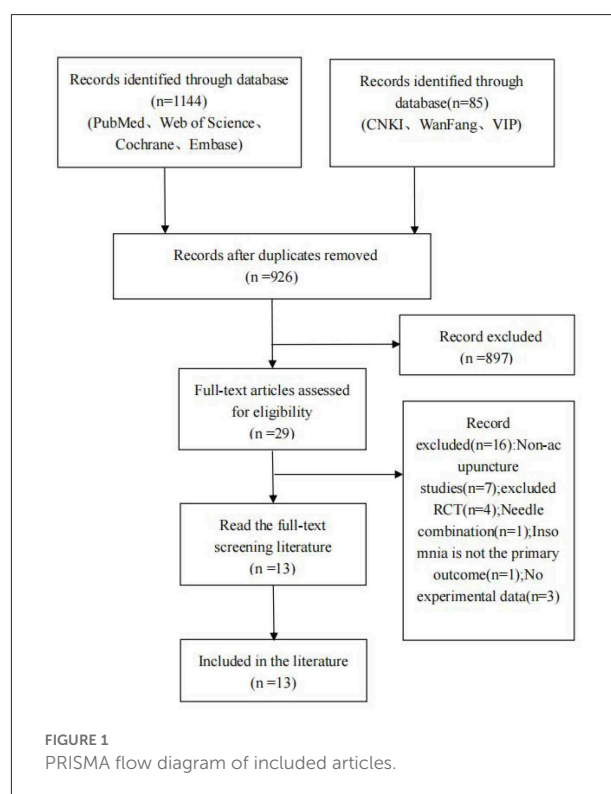 Records identified through database
(n=1144)
(PubMed、Web of Science、
Cochrane、Embase)
Records identified through
database(n=85)
(CNKI、WanFang、VIP)
Records after duplicates removed
(n =926)
Record excluded
(n =897)
Full-text articles assessed
for eligibility
(n =29)
Record
excluded(n=16):Non-ac
upuncture
studies(n=7);excluded
RCT(n=4);Needle
combination(n=1);Inso
mnia is not the primary
outcome(n=1);No
experimental data(n=3)
Read the full-text
screening literature
(n =13)
Included in the literature
(n =13)
FIGURE 1
PRISMA flow diagram of included articles.